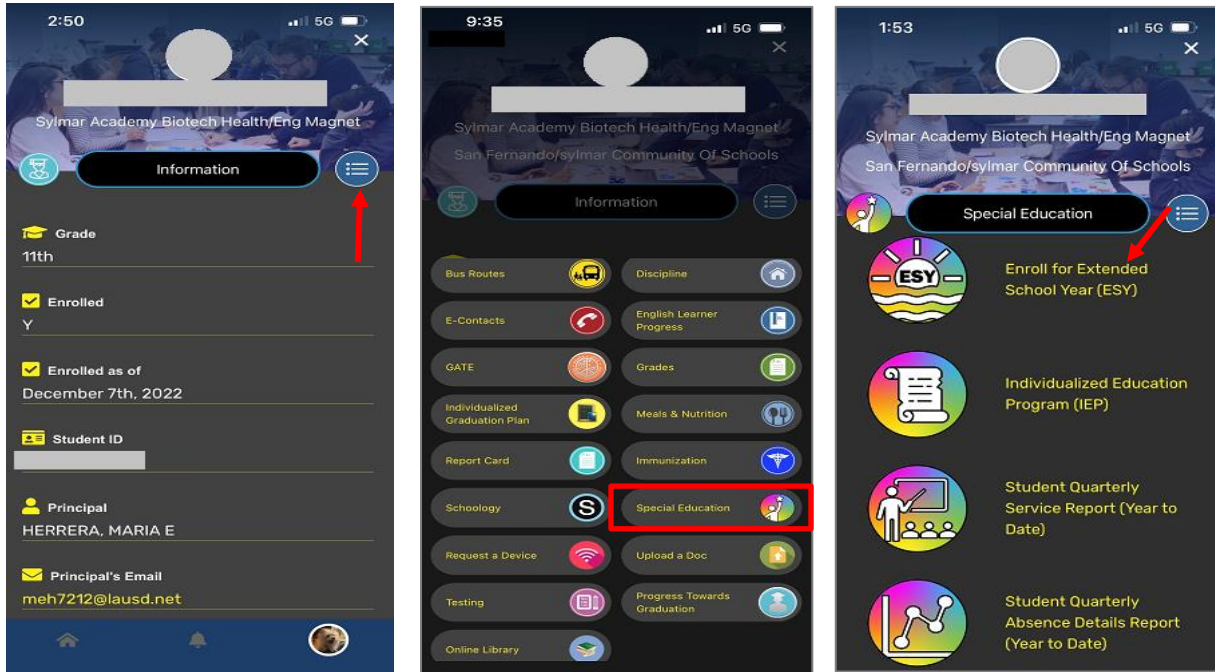 2:50
5G
Sylmar Academy Biotech Health/Eng Magnet
Information
Grade
11th
Enrolled
Y
Enrolled as of
December 7th, 2022
Student ID
Principal
HERRERA, MARIA E
Principal's Email
meh7212@lausd.net
9:35
5G
Sylmar Academy Biotech Health/Eng Magnet
San Fernando/sylmar Community Of Schools
Information
Bus Routes
Discipline
E-Contacts
English Learner
Progress
GATE
Grades
Individualized
Graduation Plan
Meals & Nutrition
Report Card
Immunization
Schoology
S
Special Education
Request a Device
Upload a Doc
Testing
Progress Towards
Graduation
Online Library
1:53
5G
Sylmar Academy Biotech Health/Eng Magnet
San Fernando/sylmar Community Of Schools
Special Education
ESY
Enroll for Extended
School Year (ESY)
Individualized Education
Program (IEP)
Student Quarterly
Service Report (Year to
Date)
Student Quarterly
Absence Details Report
(Year to Date)